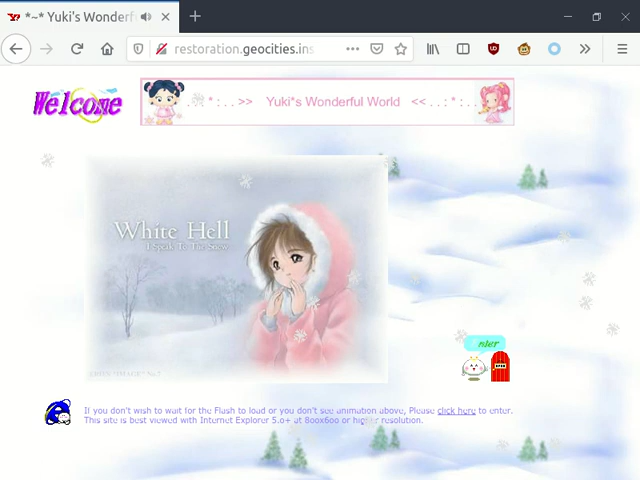 *~* Yuki's Wonderf
restoration.geocities.ins
Welcome
* : . . >> Yuki*s Wonderful World << . . : * : . .
White Hell
I Speak To The Snow
If you don't wish to wait for the Flash to load or you don't see animation above, Please click here to enter.
This site is best viewed with Internet Explorer 5.0+ at 800x600 or higher resolution.